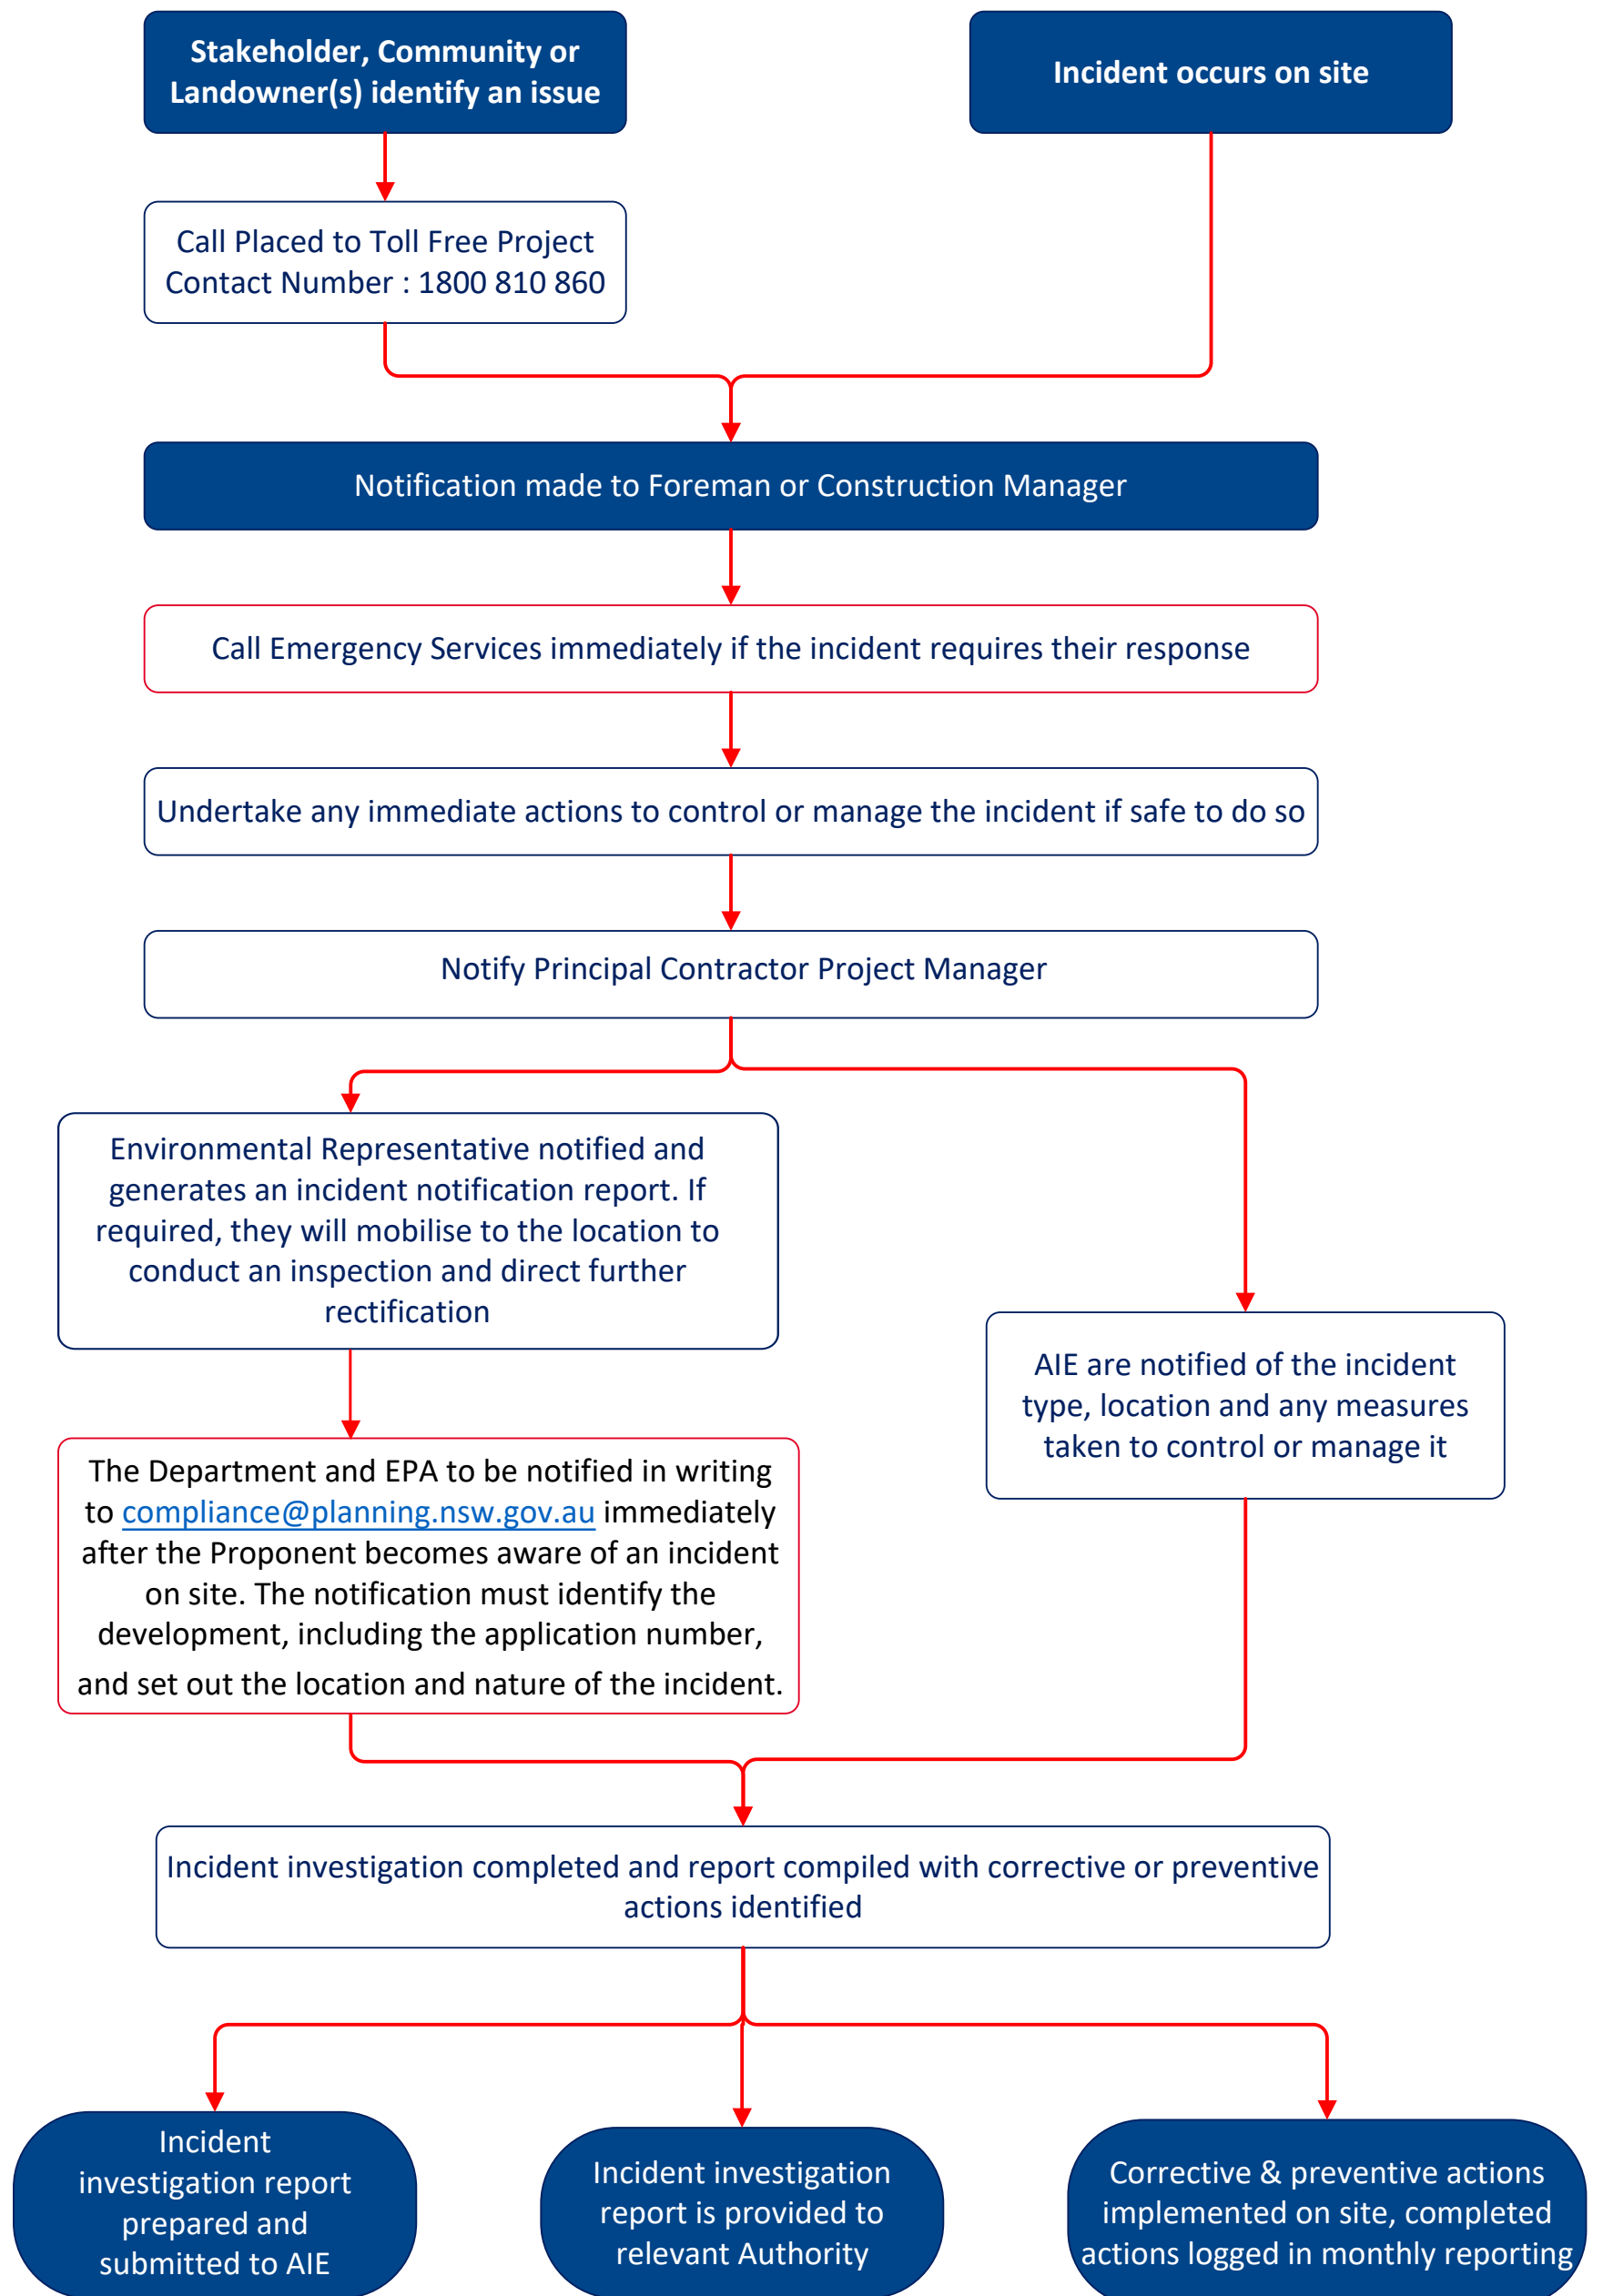 Stakeholder, Community or
Landowner(s) identify an issue
Incident occurs on site
Call Placed to Toll Free Project
Contact Number : 1800 810 860
Notification made to Foreman or Construction Manager
Call Emergency Services immediately if the incident requires their response
Undertake any immediate actions to control or manage the incident if safe to do so
Notify Principal Contractor Project Manager
Environmental Representative notified and
generates an incident notification report. If
required, they will mobilise to the location to
conduct an inspection and direct further
rectification
AIE are notified of the incident
type, location and any measures
taken to control or manage it
The Department and EPA to be notified in writing
to compliance@planning.nsw.gov.au immediately
after the Proponent becomes aware of an incident
on site. The notification must identify the
development, including the application number,
and set out the location and nature of the incident.
Incident investigation completed and report compiled with corrective or preventive
actions identified
Incident
investigation report
prepared and
submitted to AIE
Incident investigation
report is provided to
relevant Authority
Corrective & preventive actions
implemented on site, completed
actions logged in monthly reporting